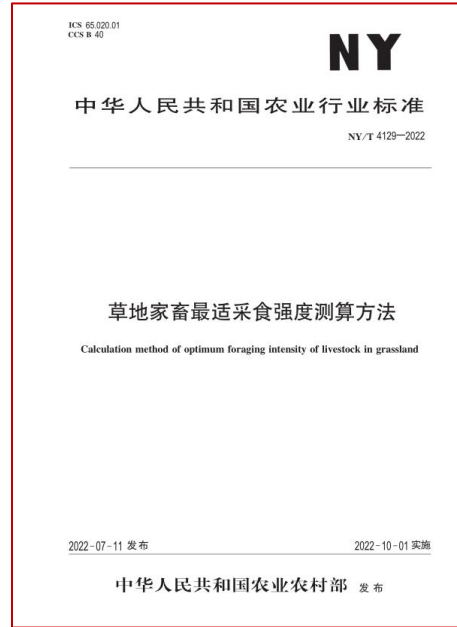 ICS 65.020.01
CCS B 40
NY
中华人民共和国农业行业标准
NY/T 4129—2022
草地家畜最适采食强度测算方法
Calculation method of optimum foraging intensity of livestock in grassland
2022-07-11 发布
2022-10-01 实施
中华人民共和国农业农村部 发布